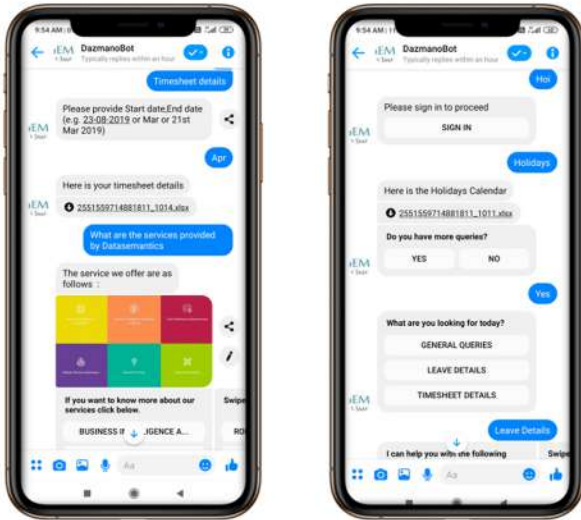 9:54 AM
DazmanoBot
Typically replies within an hour
Timesheet details
Please provide Start date,End date
(e.g. 23-08-2019 or Mar or 21st
Mar 2019)
Apr
Here is your timesheet details
2551559714881811_1014.xlsx
What are the services provided
by Datasemantics
The service we offer are as
follows :
If you want to know more about our
services click below.
Swipe
BUSINESS IN
LIGENCE A...
Aa
9:54 AM
DazmanoBot
Typically replies within an hour
Hoi
Please sign in to proceed
SIGN IN
Holidays
Here is the Holidays Calendar
2551559714881811_1011.xlsx
Do you have more queries?
YES NO
Yes
What are you looking for today?
GENERAL QUERIES
LEAVE DETAILS
TIMESHEET DETAILS
Leave Details
I can help you with the following
Swipe
Aa